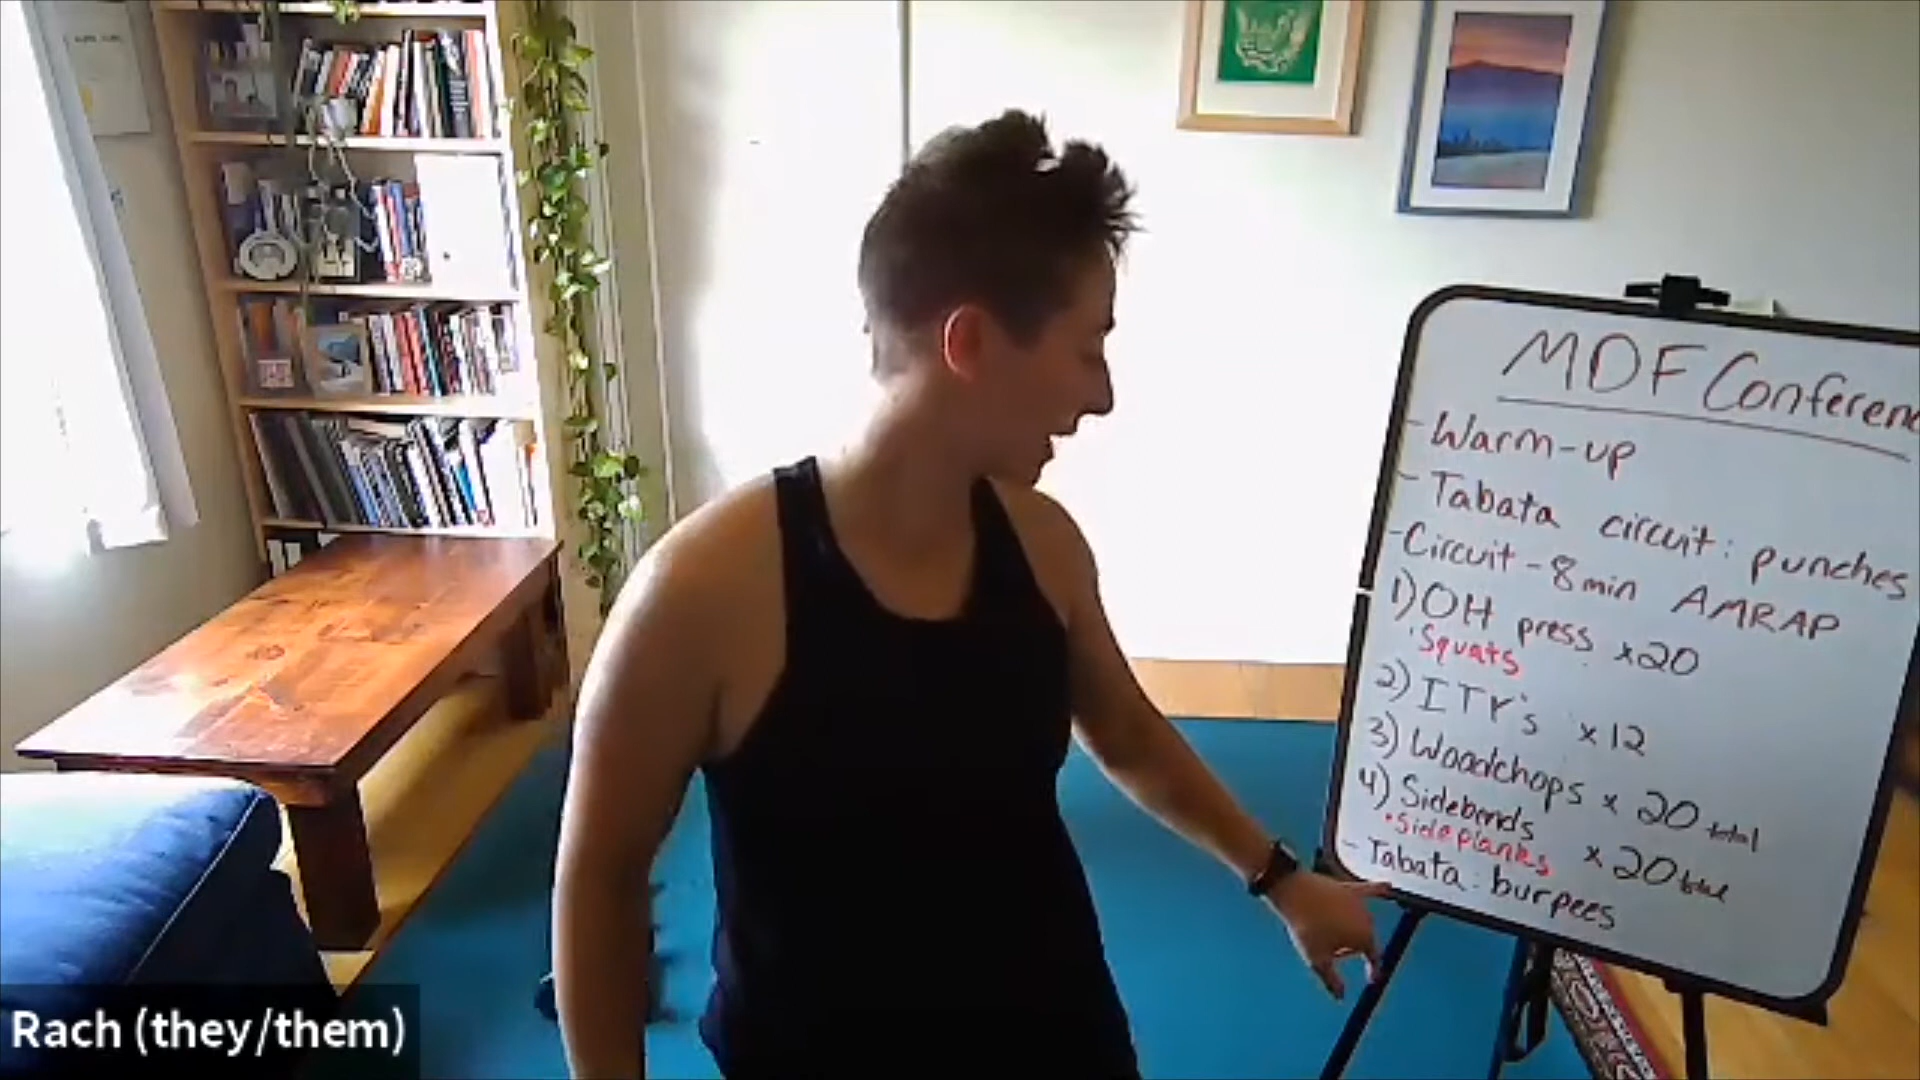 MDF Conferen
- Warm-up
- Tabata circuit: punches
- Circuit - 8 min AMRAP
1) OH press x20
• Squats
2) ITY's x12
3) Woodchops x 20 total
4) Sidebends x 20 total
• Sideplanks
- Tabata: burpees
Rach (they/them)